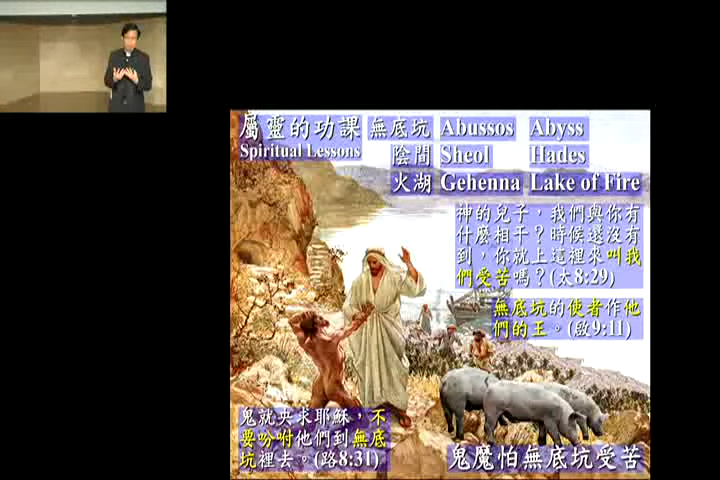 屬靈的功課 無底坑 Abussos Abyss
Spiritual Lessons 陰間 Sheol Hades
火湖 Gehenna Lake of Fire
神的兒子，我們與你有
什麼相干？時候還沒有
到，你就上這裡來叫我
們受苦嗎？(太8:29)
無底坑的使者作他
們的王。(啟9:11)
鬼就央求耶穌，不
要吩咐他們到無底
坑裡去。(路8:31)
鬼魔怕無底坑受苦